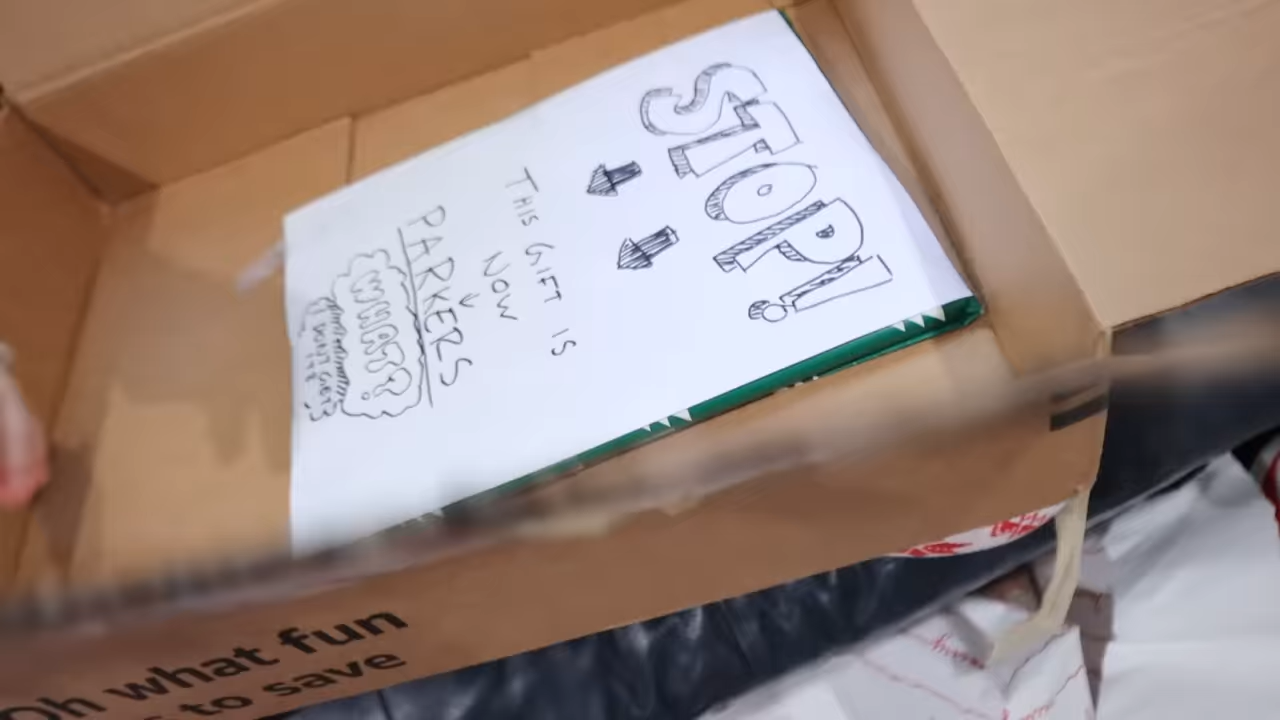 STOP!
THIS GIFT IS
NOW
PARKERS
WHAT?
Oh what fun
to save